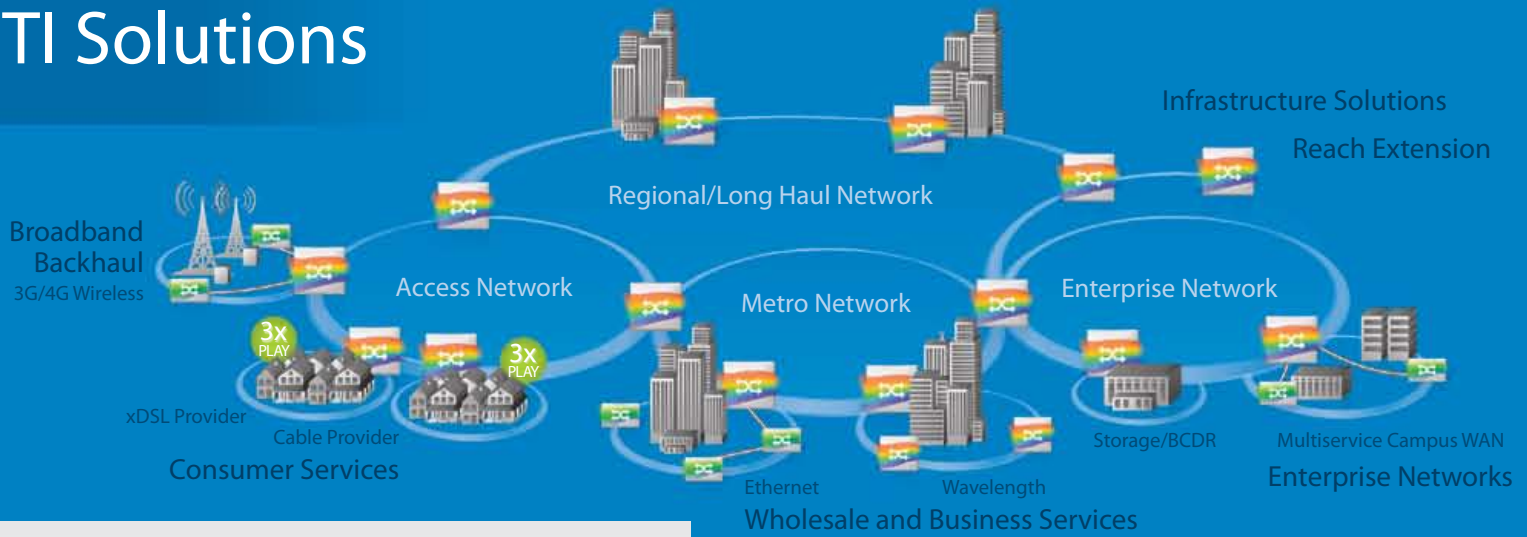 TI Solutions
Infrastructure Solutions
Reach Extension
Regional/Long Haul Network
Broadband
Backhaul
3G/4G Wireless
Access Network
Metro Network
Enterprise Network
3x
PLAY
3x
PLAY
xDSL Provider
Cable Provider
Consumer Services
Ethernet
Wavelength
Wholesale and Business Services
Storage/BCDR
Multiservice Campus WAN
Enterprise Networks